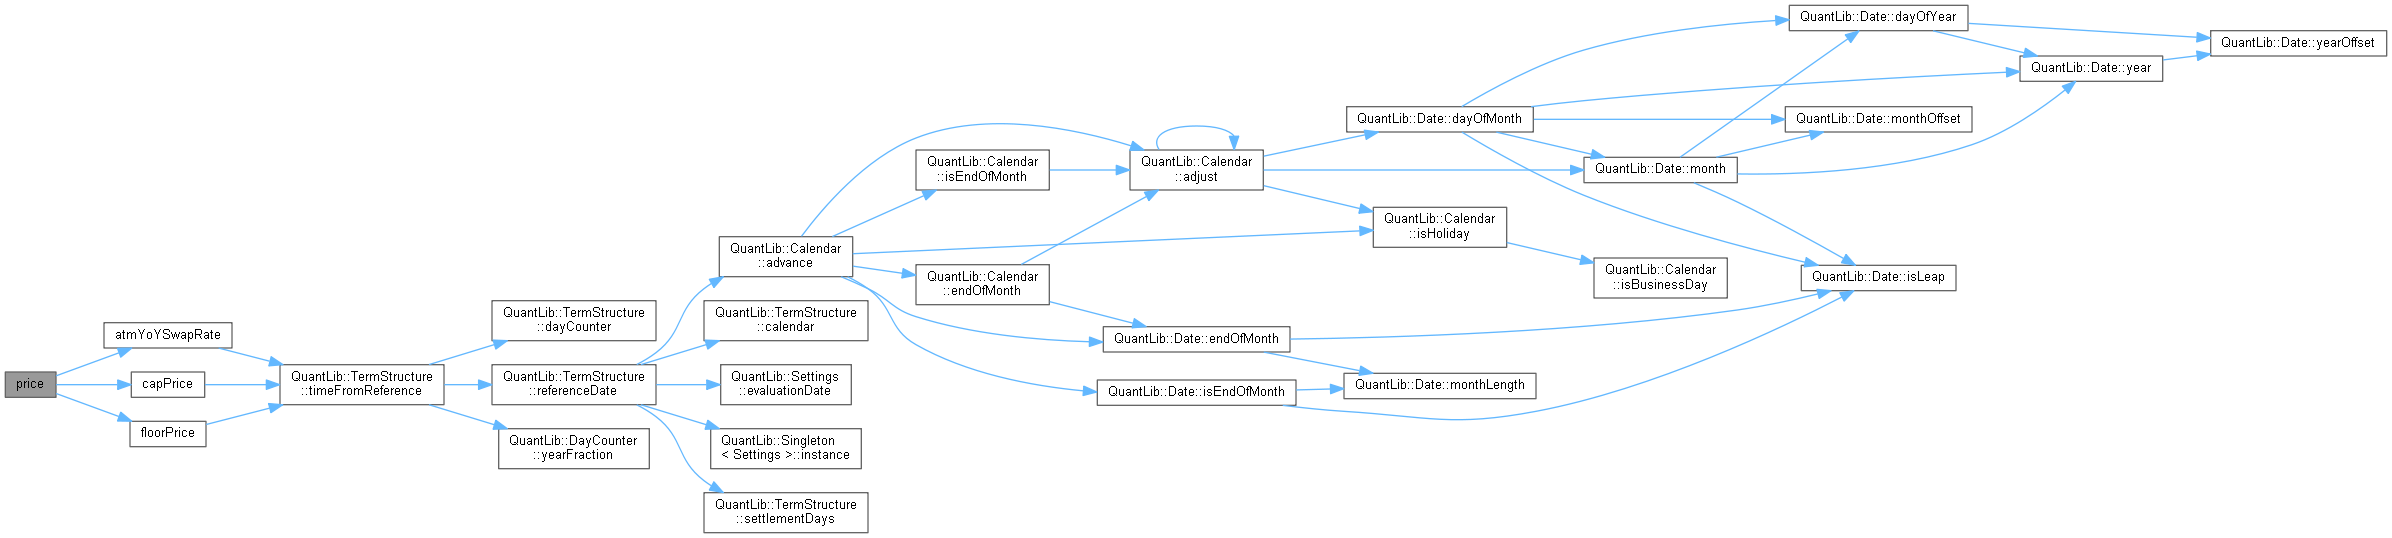 price
atmYoYSwapRate
capPrice
floorPrice
QuantLib::TermStructure
::timeFromReference
QuantLib::TermStructure
::dayCounter
QuantLib::TermStructure
::referenceDate
QuantLib::DayCounter
::yearFraction
QuantLib::Calendar
::advance
QuantLib::TermStructure
::calendar
QuantLib::Settings
::evaluationDate
QuantLib::Singleton
< Settings >::instance
QuantLib::TermStructure
::settlementDays
QuantLib::Calendar
::isEndOfMonth
QuantLib::Calendar
::endOfMonth
QuantLib::Calendar
::adjust
QuantLib::Date::endOfMonth
QuantLib::Date::isEndOfMonth
QuantLib::Date::dayOfMonth
QuantLib::Calendar
::isHoliday
QuantLib::Date::monthLength
QuantLib::Date::month
QuantLib::Calendar
::isBusinessDay
QuantLib::Date::dayOfYear
QuantLib::Date::monthOffset
QuantLib::Date::isLeap
QuantLib::Date::year
QuantLib::Date::yearOffset